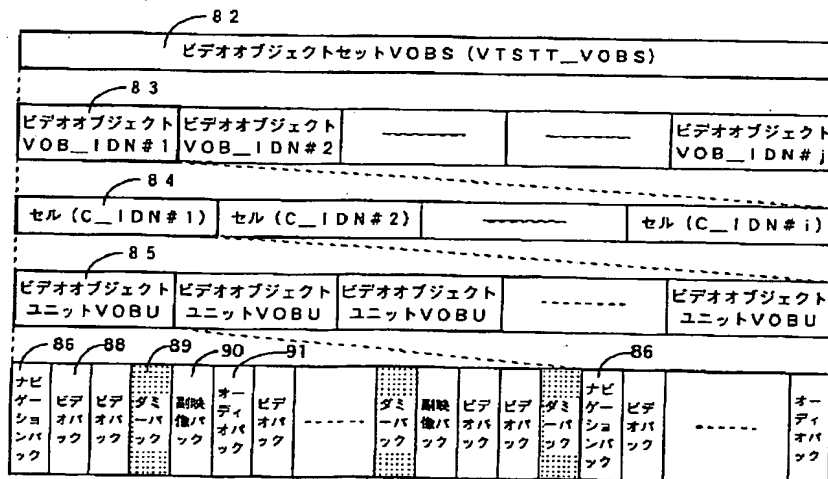 82
ビデオオブジェクトセットVOBS (VTSTT__VOBS)
83
ビデオオブジェクト
VOB__IDN#1
ビデオオブジェクト
VOB__IDN#2
ビデオオブジェクト
VOB__IDN#j
84
セル (C__IDN#1)
セル (C__IDN#2)
セル (C__IDN#i)
85
ビデオオブジェクト
ユニットVOBU
ビデオオブジェクト
ユニットVOBU
ビデオオブジェクト
ユニットVOBU
ビデオオブジェクト
ユニットVOBU
86
88
89
90
91
86
ナビゲーションパック
ビデオパック
ビデオパック
ダミーパック
副映像パック
オーディオパック
ビデオパック
ダミーパック
副映像パック
ビデオパック
ビデオパック
ダミーパック
ナビゲーションパック
ビデオパック
オーディオパック